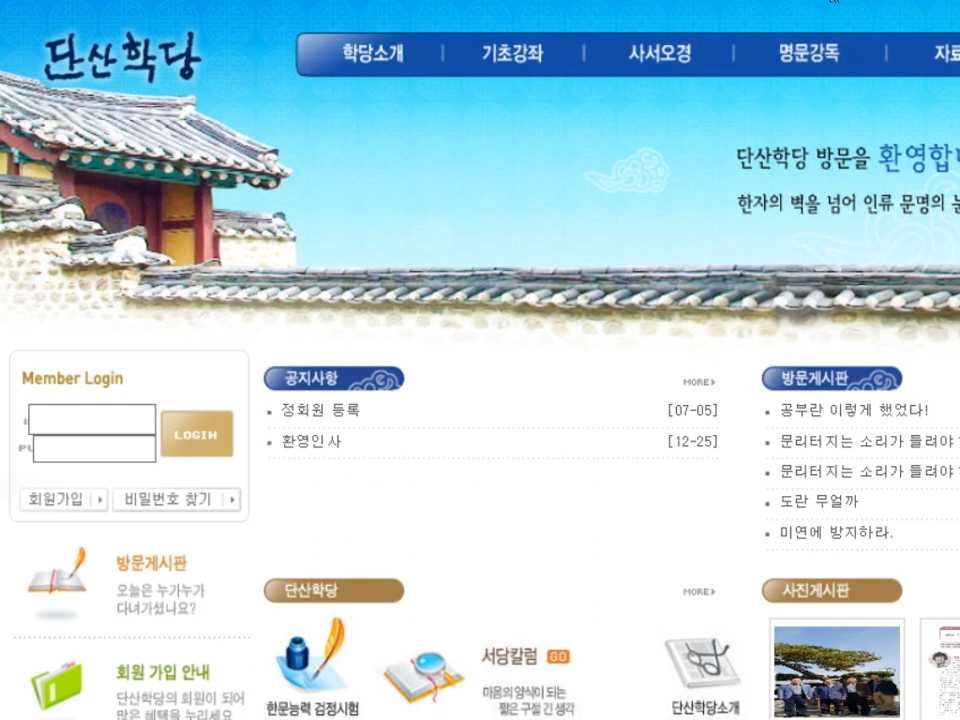 단산학당
학당소개 기초강좌 사서오경 명문강독
단산학당 방문을
한자의 벽을 넘어 인류 문명의
Member Login
LOGIN
회원가입 비밀번호 찾기
방문게시판
오늘은 누가누가
다녀가셨나요?
회원 가입 안내
단산학당의 회원이 되어
많은 혜택을 누리세요
공지사항
MORE
정회원 등록 [07-05]
환영인사 [12-25]
방문게시판
공부란 이렇게 했었다!
문리터지는 소리가 들려야
문리터지는 소리가 들려야
도란 무얼까
미연에 방지하라.
단산학당
MORE
한문능력 검정시험
서당칼럼 GO
마음의 양식이 되는
짧은 구절 긴 생각
단산학당소개
사진게시판